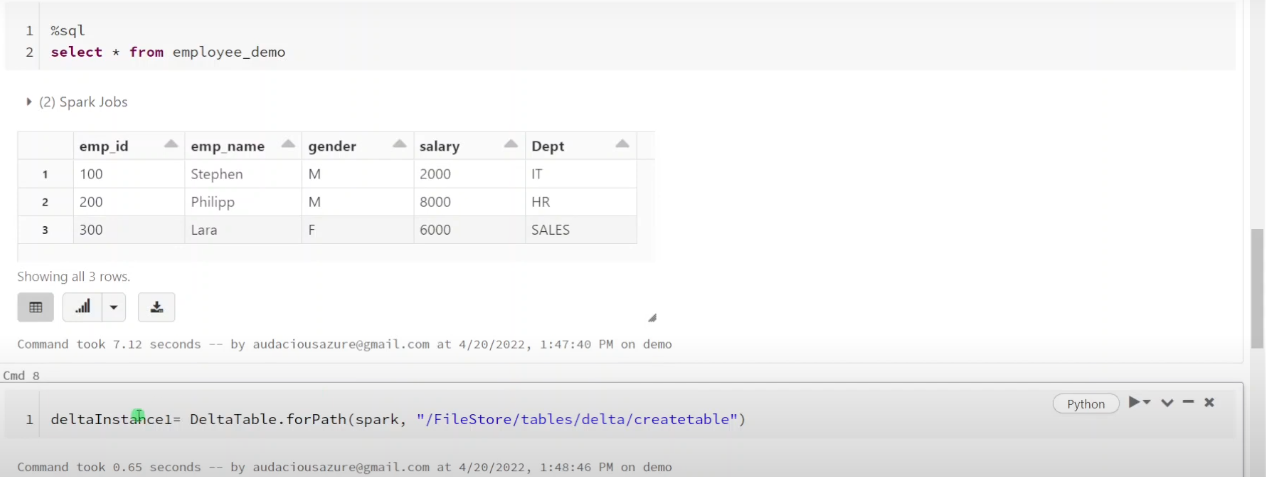 1 %sql
2 select * from employee_demo
(2) Spark Jobs
emp_id emp_name gender salary Dept
1 100 Stephen M 2000 IT
2 200 Philipp M 8000 HR
3 300 Lara F 6000 SALES
Showing all 3 rows.
Command took 7.12 seconds -- by audaciousazure@gmail.com at 4/20/2022, 1:47:40 PM on demo
Cmd 8
Python
1 deltaInstance1= DeltaTable.forPath(spark, "/FileStore/tables/delta/createtable")
Command took 0.65 seconds -- by audaciousazure@gmail.com at 4/20/2022, 1:48:46 PM on demo